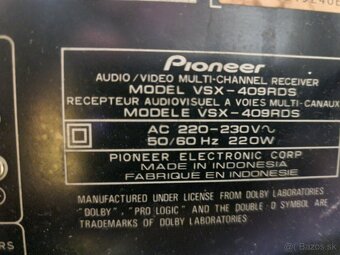 Pioneer
AUDIO/VIDEO MULTI-CHANNEL RECEIVER
MODEL VSX-409RDS
RECEPTEUR AUDIOVISUEL A VOIES MULTI-CANAUX
MODELE VSX-409RDS
AC 220-230V~
50/60 Hz 220W
PIONEER ELECTRONIC CORP
MADE IN INDONESIA
FABRIQUE EN INDONESIE
MANUFACTURED UNDER LICENSE FROM DOLBY LABORATORIES
"DOLBY", "PRO LOGIC" AND THE DOUBLE-D SYMBOL ARE
TRADEMARKS OF DOLBY LABORATORIES.
RS
bazos.sk